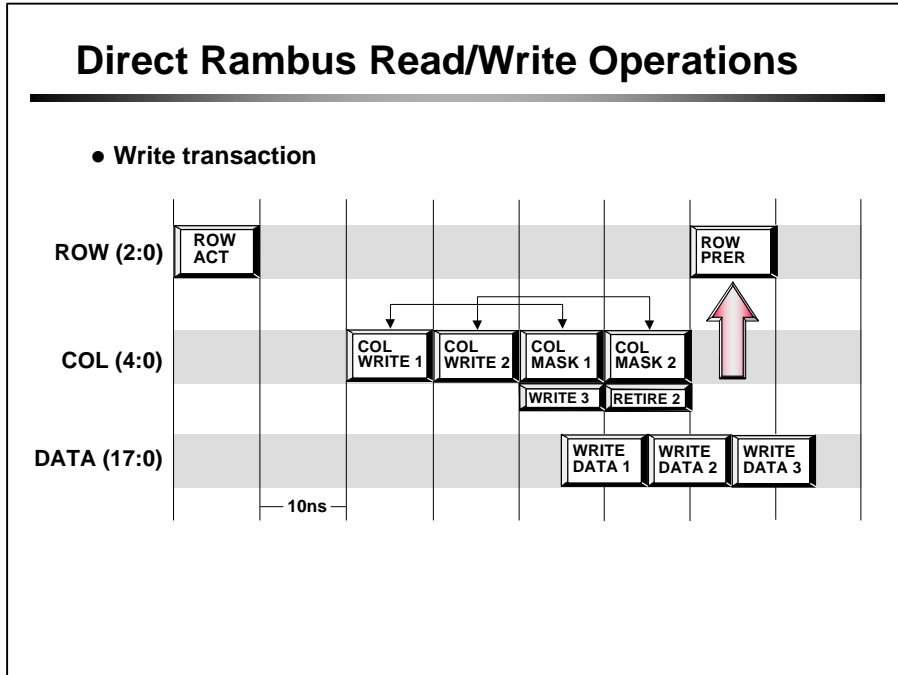 Direct Rambus Read/Write Operations
● Write transaction
ROW (2:0)
ROW
ACT
ROW
PRER
COL (4:0)
COL
WRITE 1
COL
WRITE 2
COL
MASK 1
COL
MASK 2
WRITE 3
RETIRE 2
DATA (17:0)
WRITE
DATA 1
WRITE
DATA 2
WRITE
DATA 3
10ns